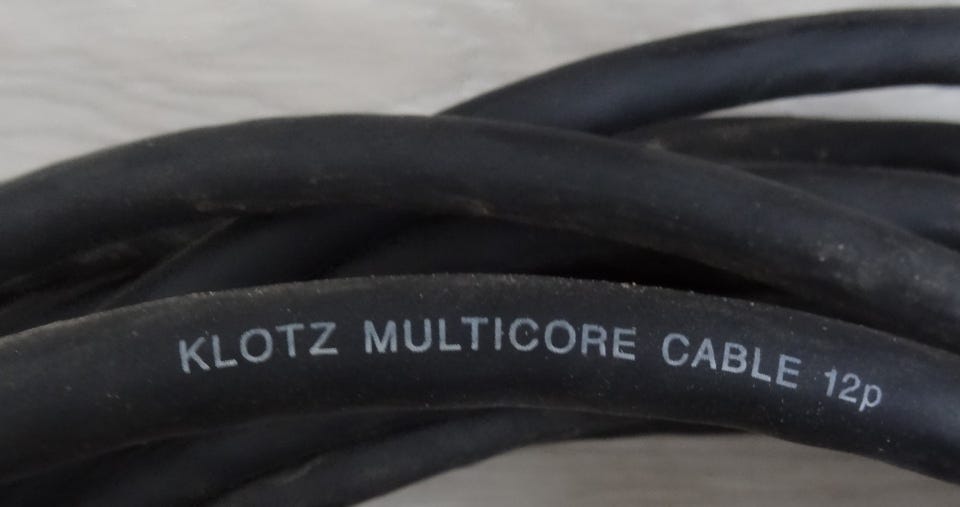 KLOTZ MULTICORE CABLE 12p